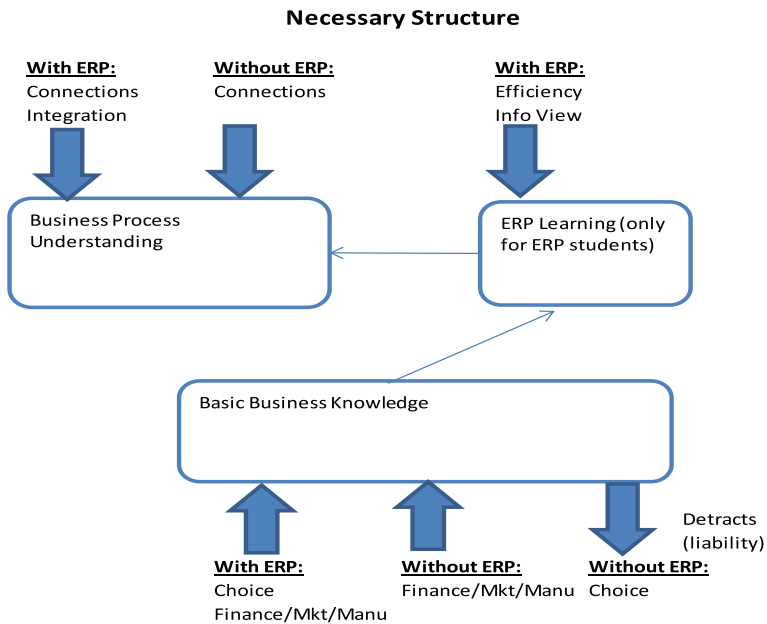 Necessary Structure
With ERP:
Connections
Integration
Without ERP:
Connections
With ERP:
Efficiency
Info View
Business Process
Understanding
ERP Learning (only
for ERP students)
Basic Business Knowledge
Detracts
(liability)
With ERP:
Choice
Finance/Mkt/Manu
Without ERP:
Finance/Mkt/Manu
Without ERP:
Choice